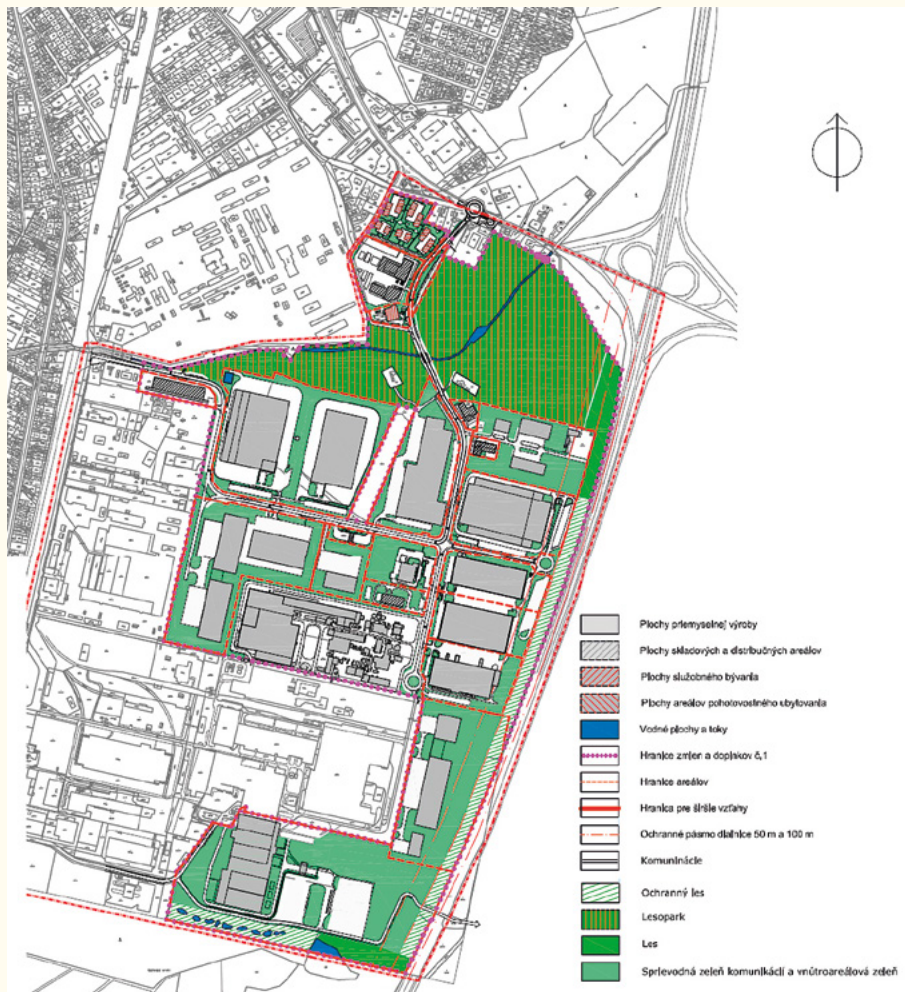 Plochy priemyselnej výroby
Plochy skladových a distribučných areálov
Plochy služobného bývania
Plochy areálov pohotovostného ubytovania
Vodné plochy a toky
Hranice zmien a doplnkov č.1
Hranice areálov
Hranica pre širšie vzťahy
Ochranné pásmo diaľnice 50 m a 100 m
Komunikácie
Ochranný les
Lesopark
Les
Sprievodná zeleň komunikácií a vnútroareálová zeleň